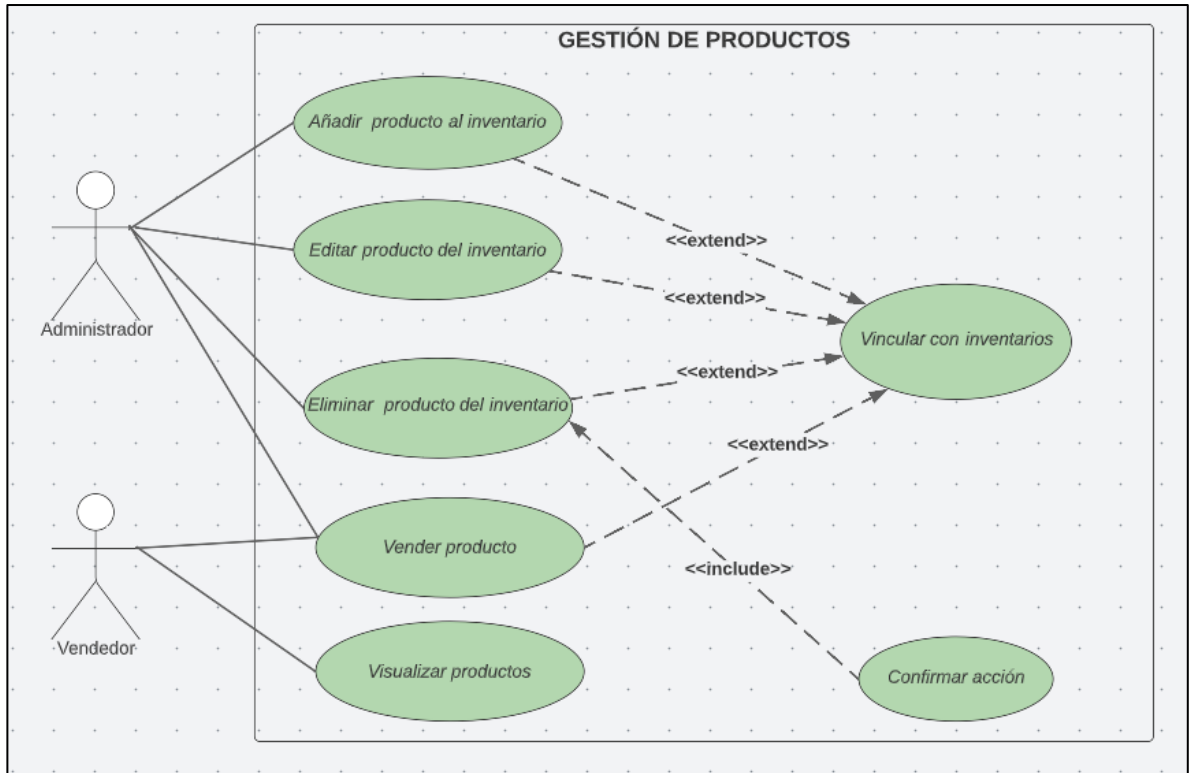 GESTIÓN DE PRODUCTOS
Añadir producto al inventario
<<extend>>
Editar producto del inventario
<<extend>>
Administrador
Vincular con inventarios
<<extend>>
Eliminar producto del inventario
<<extend>>
Vender producto
<<include>>
Vendedor
Visualizar productos
Confirmar acción